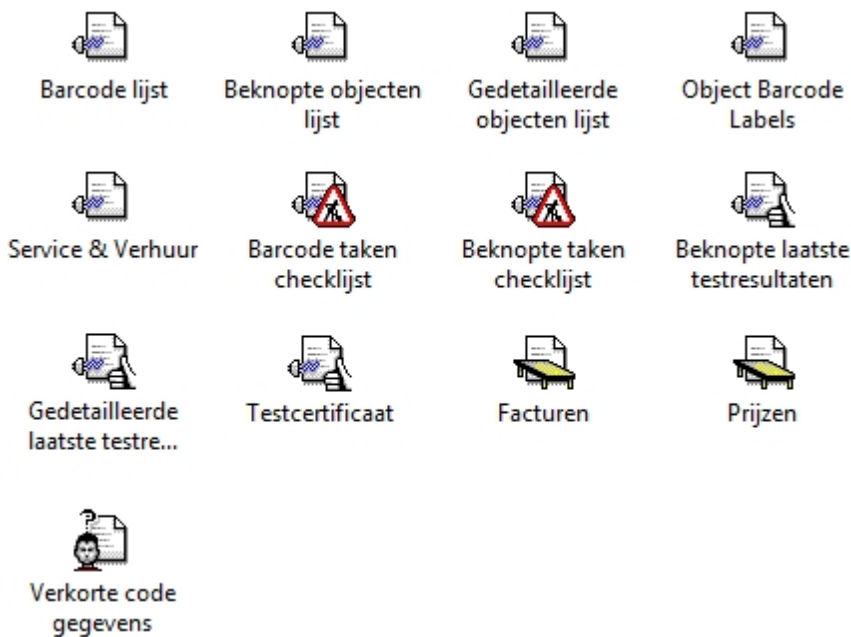 Barcode lijst
Beknopte objecten
lijst
Gedetailleerde
objecten lijst
Object Barcode
Labels
Service & Verhuur
Barcode taken
checklijst
Beknopte taken
checklijst
Beknopte laatste
testresultaten
Gedetailleerde
laatste testre...
Testcertificaat
Facturen
Prijzen
Verkorte code
gegevens